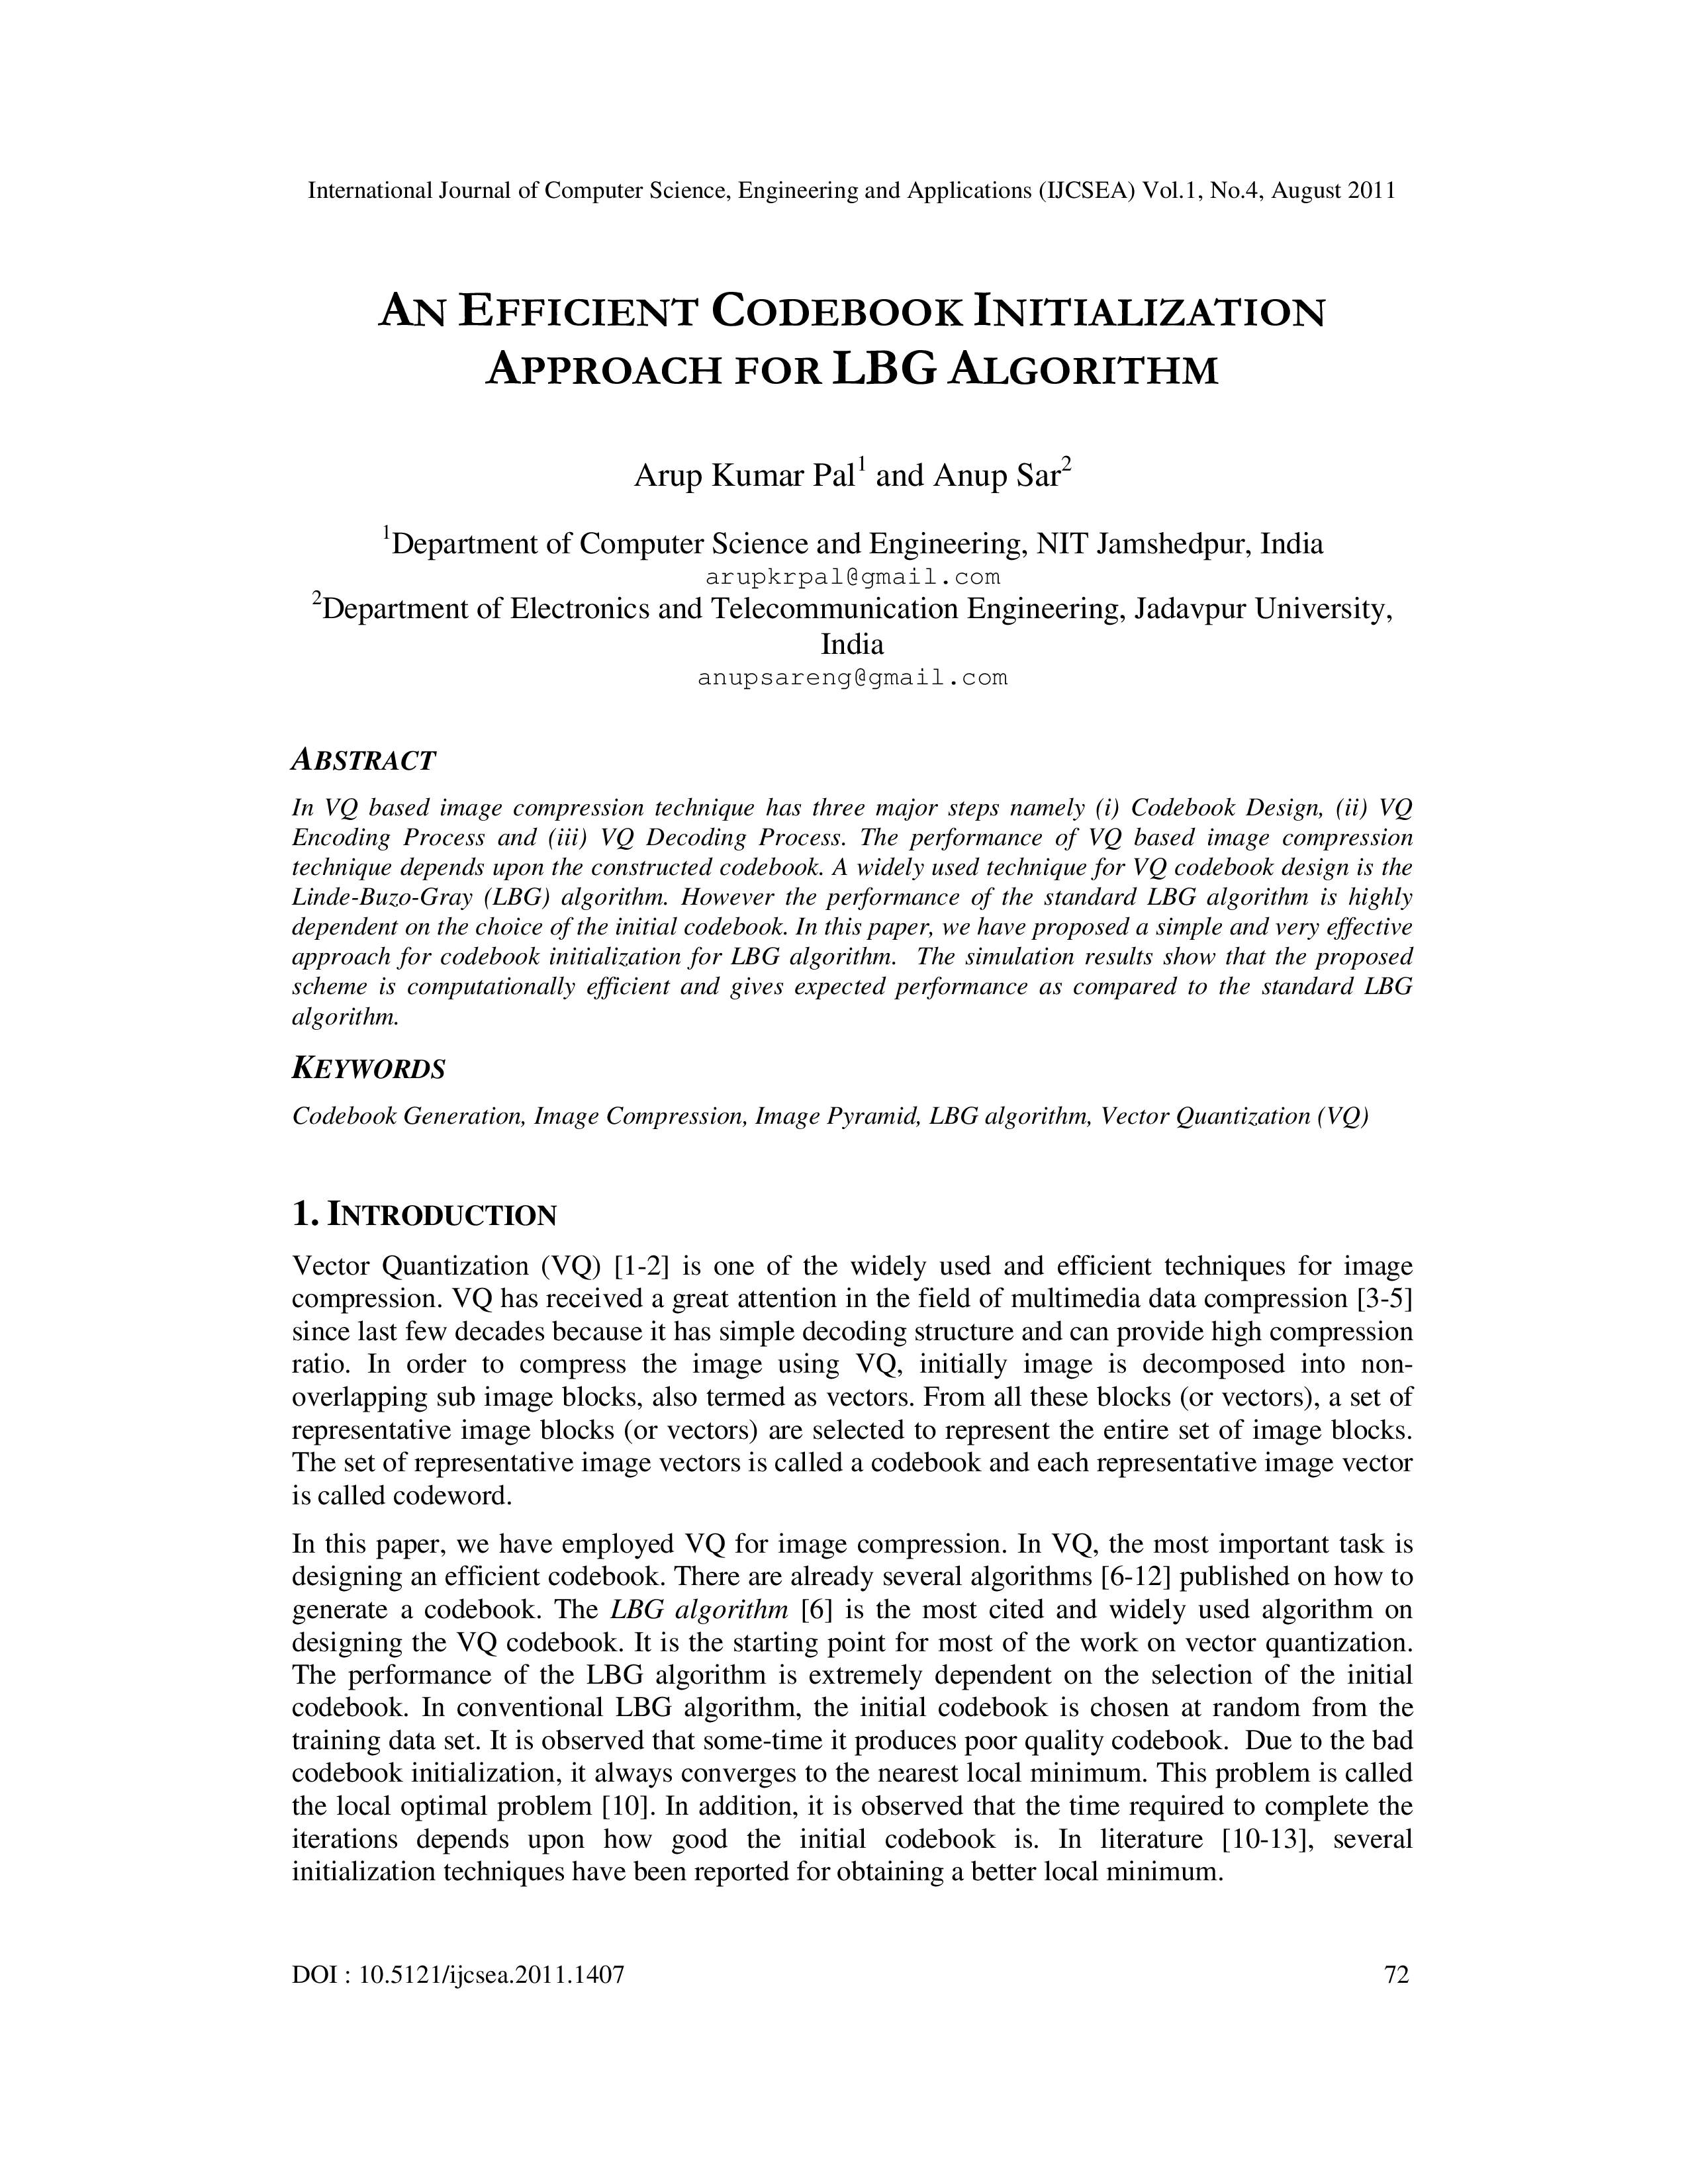 International Journal of Computer Science, Engineering and Applications (IJCSEA) Vol.1, No.4, August 2011
AN EFFICIENT CODEBOOK INITIALIZATION
APPROACH FOR LBG ALGORITHM
Arup Kumar Pal1 and Anup Sar2
1Department of Computer Science and Engineering, NIT Jamshedpur, India
arupkrpal@gmail.com
2Department of Electronics and Telecommunication Engineering, Jadavpur University,
India
anupsareng@gmail.com
ABSTRACT
In VQ based image compression technique has three major steps namely (i) Codebook Design, (ii) VQ
Encoding Process and (iii) VQ Decoding Process. The performance of VQ based image compression
technique depends upon the constructed codebook. A widely used technique for VQ codebook design is the
Linde-Buzo-Gray (LBG) algorithm. However the performance of the standard LBG algorithm is highly
dependent on the choice of the initial codebook. In this paper, we have proposed a simple and very effective
approach for codebook initialization for LBG algorithm. The simulation results show that the proposed
scheme is computationally efficient and gives expected performance as compared to the standard LBG
algorithm.
KEYWORDS
Codebook Generation, Image Compression, Image Pyramid, LBG algorithm, Vector Quantization (VQ)
1. INTRODUCTION
Vector Quantization (VQ) [1-2] is one of the widely used and efficient techniques for image
compression. VQ has received a great attention in the field of multimedia data compression [3-5]
since last few decades because it has simple decoding structure and can provide high compression
ratio. In order to compress the image using VQ, initially image is decomposed into non-
overlapping sub image blocks, also termed as vectors. From all these blocks (or vectors), a set of
representative image blocks (or vectors) are selected to represent the entire set of image blocks.
The set of representative image vectors is called a codebook and each representative image vector
is called codeword.
In this paper, we have employed VQ for image compression. In VQ, the most important task is
designing an efficient codebook. There are already several algorithms [6-12] published on how to
generate a codebook. The LBG algorithm [6] is the most cited and widely used algorithm on
designing the VQ codebook. It is the starting point for most of the work on vector quantization.
The performance of the LBG algorithm is extremely dependent on the selection of the initial
codebook. In conventional LBG algorithm, the initial codebook is chosen at random from the
training data set. It is observed that some-time it produces poor quality codebook. Due to the bad
codebook initialization, it always converges to the nearest local minimum. This problem is called
the local optimal problem [10]. In addition, it is observed that the time required to complete the
iterations depends upon how good the initial codebook is. In literature [10-13], several
initialization techniques have been reported for obtaining a better local minimum.
DOI : 10.5121/ijcsea.2011.1407 72